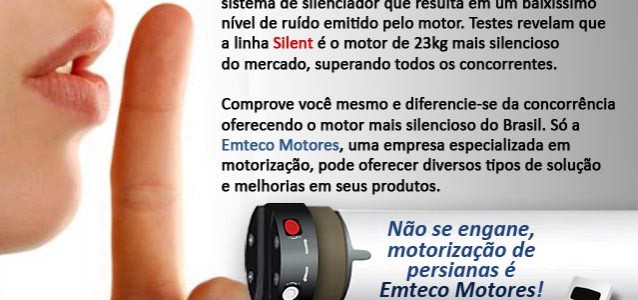 sistema de silenciador que resulta em um baixíssimo
nível de ruído emitido pelo motor. Testes revelam que
a linha Silent é o motor de 23kg mais silencioso
do mercado, superando todos os concorrentes.
Comprove você mesmo e diferencie-se da concorrência
oferecendo o motor mais silencioso do Brasil. Só a
Emteco Motores, uma empresa especializada em
motorização, pode oferecer diversos tipos de solução
e melhorias em seus produtos.
Não se engane,
motorização de
persianas é
Emteco Motores!